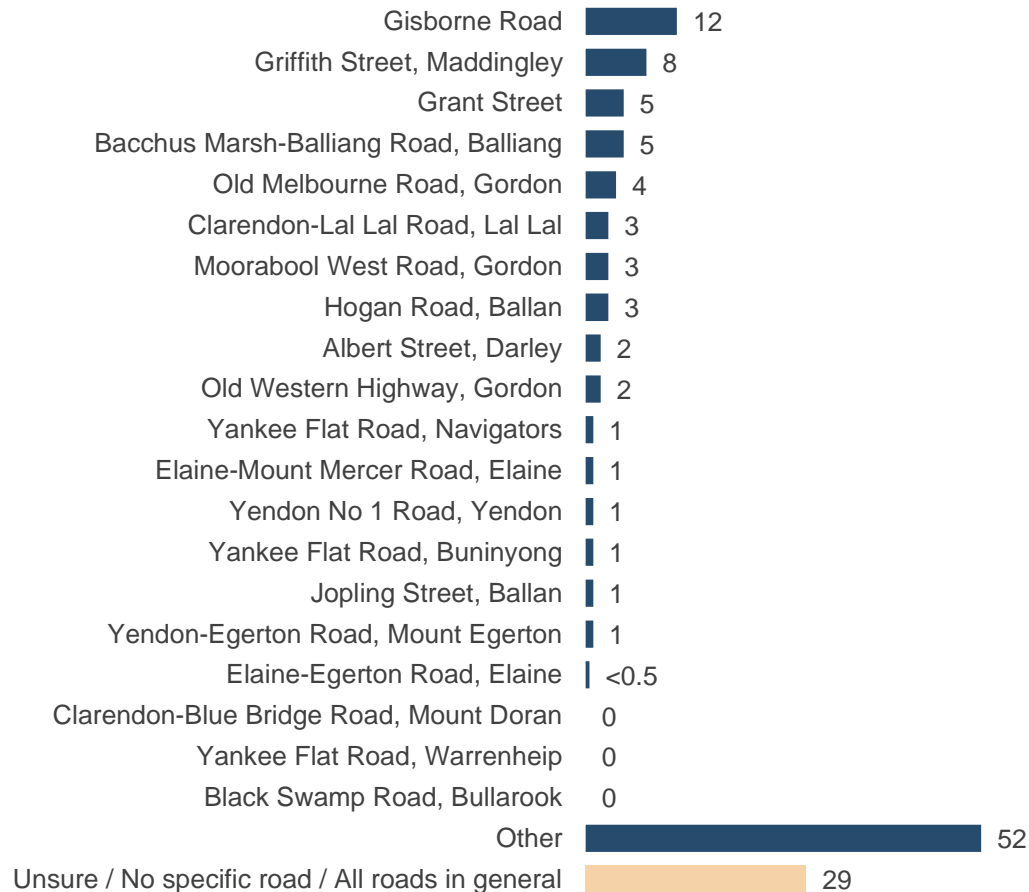 Gisborne Road 12
Griffith Street, Maddingley 8
Grant Street 5
Bacchus Marsh-Balliang Road, Balliang 5
Old Melbourne Road, Gordon 4
Clarendon-Lal Lal Road, Lal Lal 3
Moorabool West Road, Gordon 3
Hogan Road, Ballan 3
Albert Street, Darley 2
Old Western Highway, Gordon 2
Yankee Flat Road, Navigators 1
Elaine-Mount Mercer Road, Elaine 1
Yendon No 1 Road, Yendon 1
Yankee Flat Road, Buninyong 1
Jopling Street, Ballan 1
Yendon-Egerton Road, Mount Egerton 1
Elaine-Egerton Road, Elaine <0.5
Clarendon-Blue Bridge Road, Mount Doran 0
Yankee Flat Road, Warrenheip 0
Black Swamp Road, Bullarook 0
Other 52
Unsure / No specific road / All roads in general 29